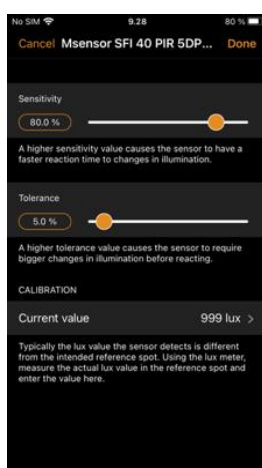 No SIM 9.28 80 %
Cancel Msensor SFI 40 PIR 5DP... Done
Sensitivity
80.0 %
A higher sensitivity value causes the sensor to have a
faster reaction time to changes in illumination.
Tolerance
5.0 %
A higher tolerance value causes the sensor to require
bigger changes in illumination before reacting.
CALIBRATION
Current value 999 lux >
Typically the lux value the sensor detects is different
from the intended reference spot. Using the lux meter,
measure the actual lux value in the reference spot and
enter the value here.